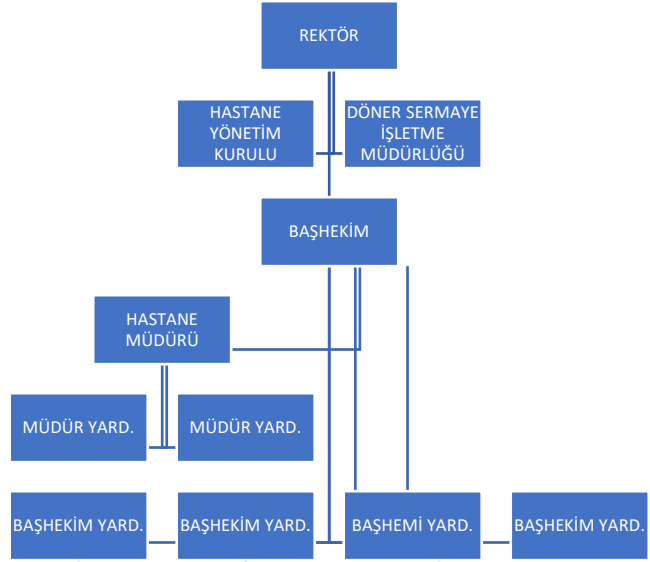 REKTÖR
HASTANE
YÖNETİM
KURULU
DÖNER SERMAYE
İŞLETME
MÜDÜRLÜĞÜ
BAŞHEKİM
HASTANE
MÜDÜRÜ
MÜDÜR YARD.
MÜDÜR YARD.
BAŞHEKİM YARD.
BAŞHEKİM YARD.
BAŞHEMİ YARD.
BAŞHEKİM YARD.